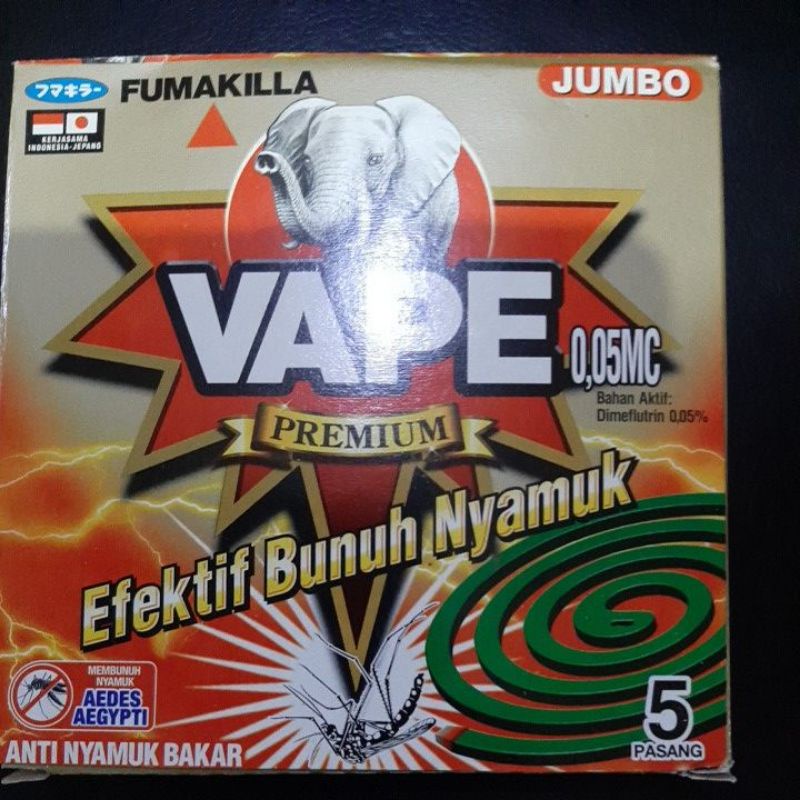 フマキラー FUMAKILLA
JUMBO
KERJASAMA
INDONESIA-JEPANG
VAPE
0,05MC
Bahan Aktif:
Dimeflutrin 0,05%
PREMIUM
Efektif Bunuh Nyamuk
MEMBUNUH
NYAMUK
AEDES
AEGYPTI
5
PASANG
ANTI NYAMUK BAKAR